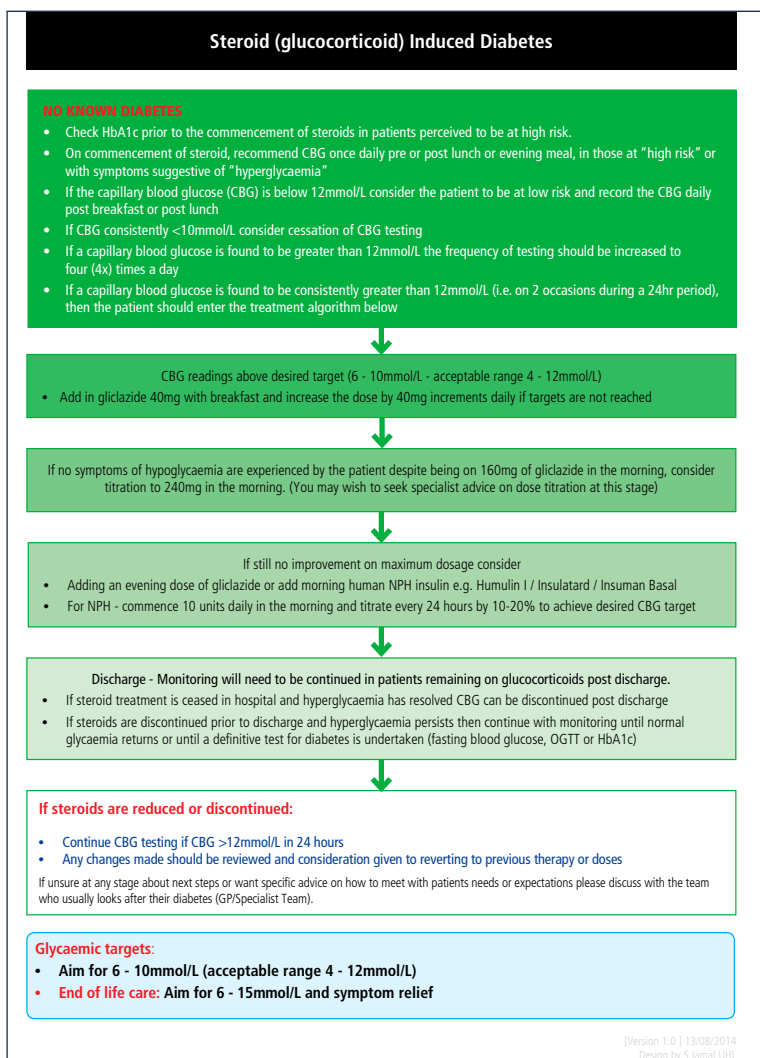 Steroid (glucocorticoid) Induced Diabetes
NO KNOWN DIABETES
• Check HbA1c prior to the commencement of steroids in patients perceived to be at high risk.
• On commencement of steroid, recommend CBG once daily pre or post lunch or evening meal, in those at "high risk" or
with symptoms suggestive of "hyperglycaemia"
• If the capillary blood glucose (CBG) is below 12mmol/L consider the patient to be at low risk and record the CBG daily
post breakfast or post lunch
• If CBG consistently <10mmol/L consider cessation of CBG testing
• If a capillary blood glucose is found to be greater than 12mmol/L the frequency of testing should be increased to
four (4x) times a day
• If a capillary blood glucose is found to be consistently greater than 12mmol/L (i.e. on 2 occasions during a 24hr period),
then the patient should enter the treatment algorithm below
CBG readings above desired target (6 - 10mmol/L - acceptable range 4 - 12mmol/L)
• Add in gliclazide 40mg with breakfast and increase the dose by 40mg increments daily if targets are not reached
If no symptoms of hypoglycaemia are experienced by the patient despite being on 160mg of gliclazide in the morning, consider
titration to 240mg in the morning. (You may wish to seek specialist advice on dose titration at this stage)
If still no improvement on maximum dosage consider
• Adding an evening dose of gliclazide or add morning human NPH insulin e.g. Humulin I / Insulatard / Insuman Basal
• For NPH - commence 10 units daily in the morning and titrate every 24 hours by 10-20% to achieve desired CBG target
Discharge - Monitoring will need to be continued in patients remaining on glucocorticoids post discharge.
• If steroid treatment is ceased in hospital and hyperglycaemia has resolved CBG can be discontinued post discharge
• If steroids are discontinued prior to discharge and hyperglycaemia persists then continue with monitoring until normal
glycaemia returns or until a definitive test for diabetes is undertaken (fasting blood glucose, OGTT or HbA1c)
If steroids are reduced or discontinued:
• Continue CBG testing if CBG >12mmol/L in 24 hours
• Any changes made should be reviewed and consideration given to reverting to previous therapy or doses
If unsure at any stage about next steps or want specific advice on how to meet with patients needs or expectations please discuss with the team
who usually looks after their diabetes (GP/Specialist Team).
Glycaemic targets:
• Aim for 6 - 10mmol/L (acceptable range 4 - 12mmol/L)
• End of life care: Aim for 6 - 15mmol/L and symptom relief
[Version 1.0 ] 13/08/2014
Design by S.Jamal UHL